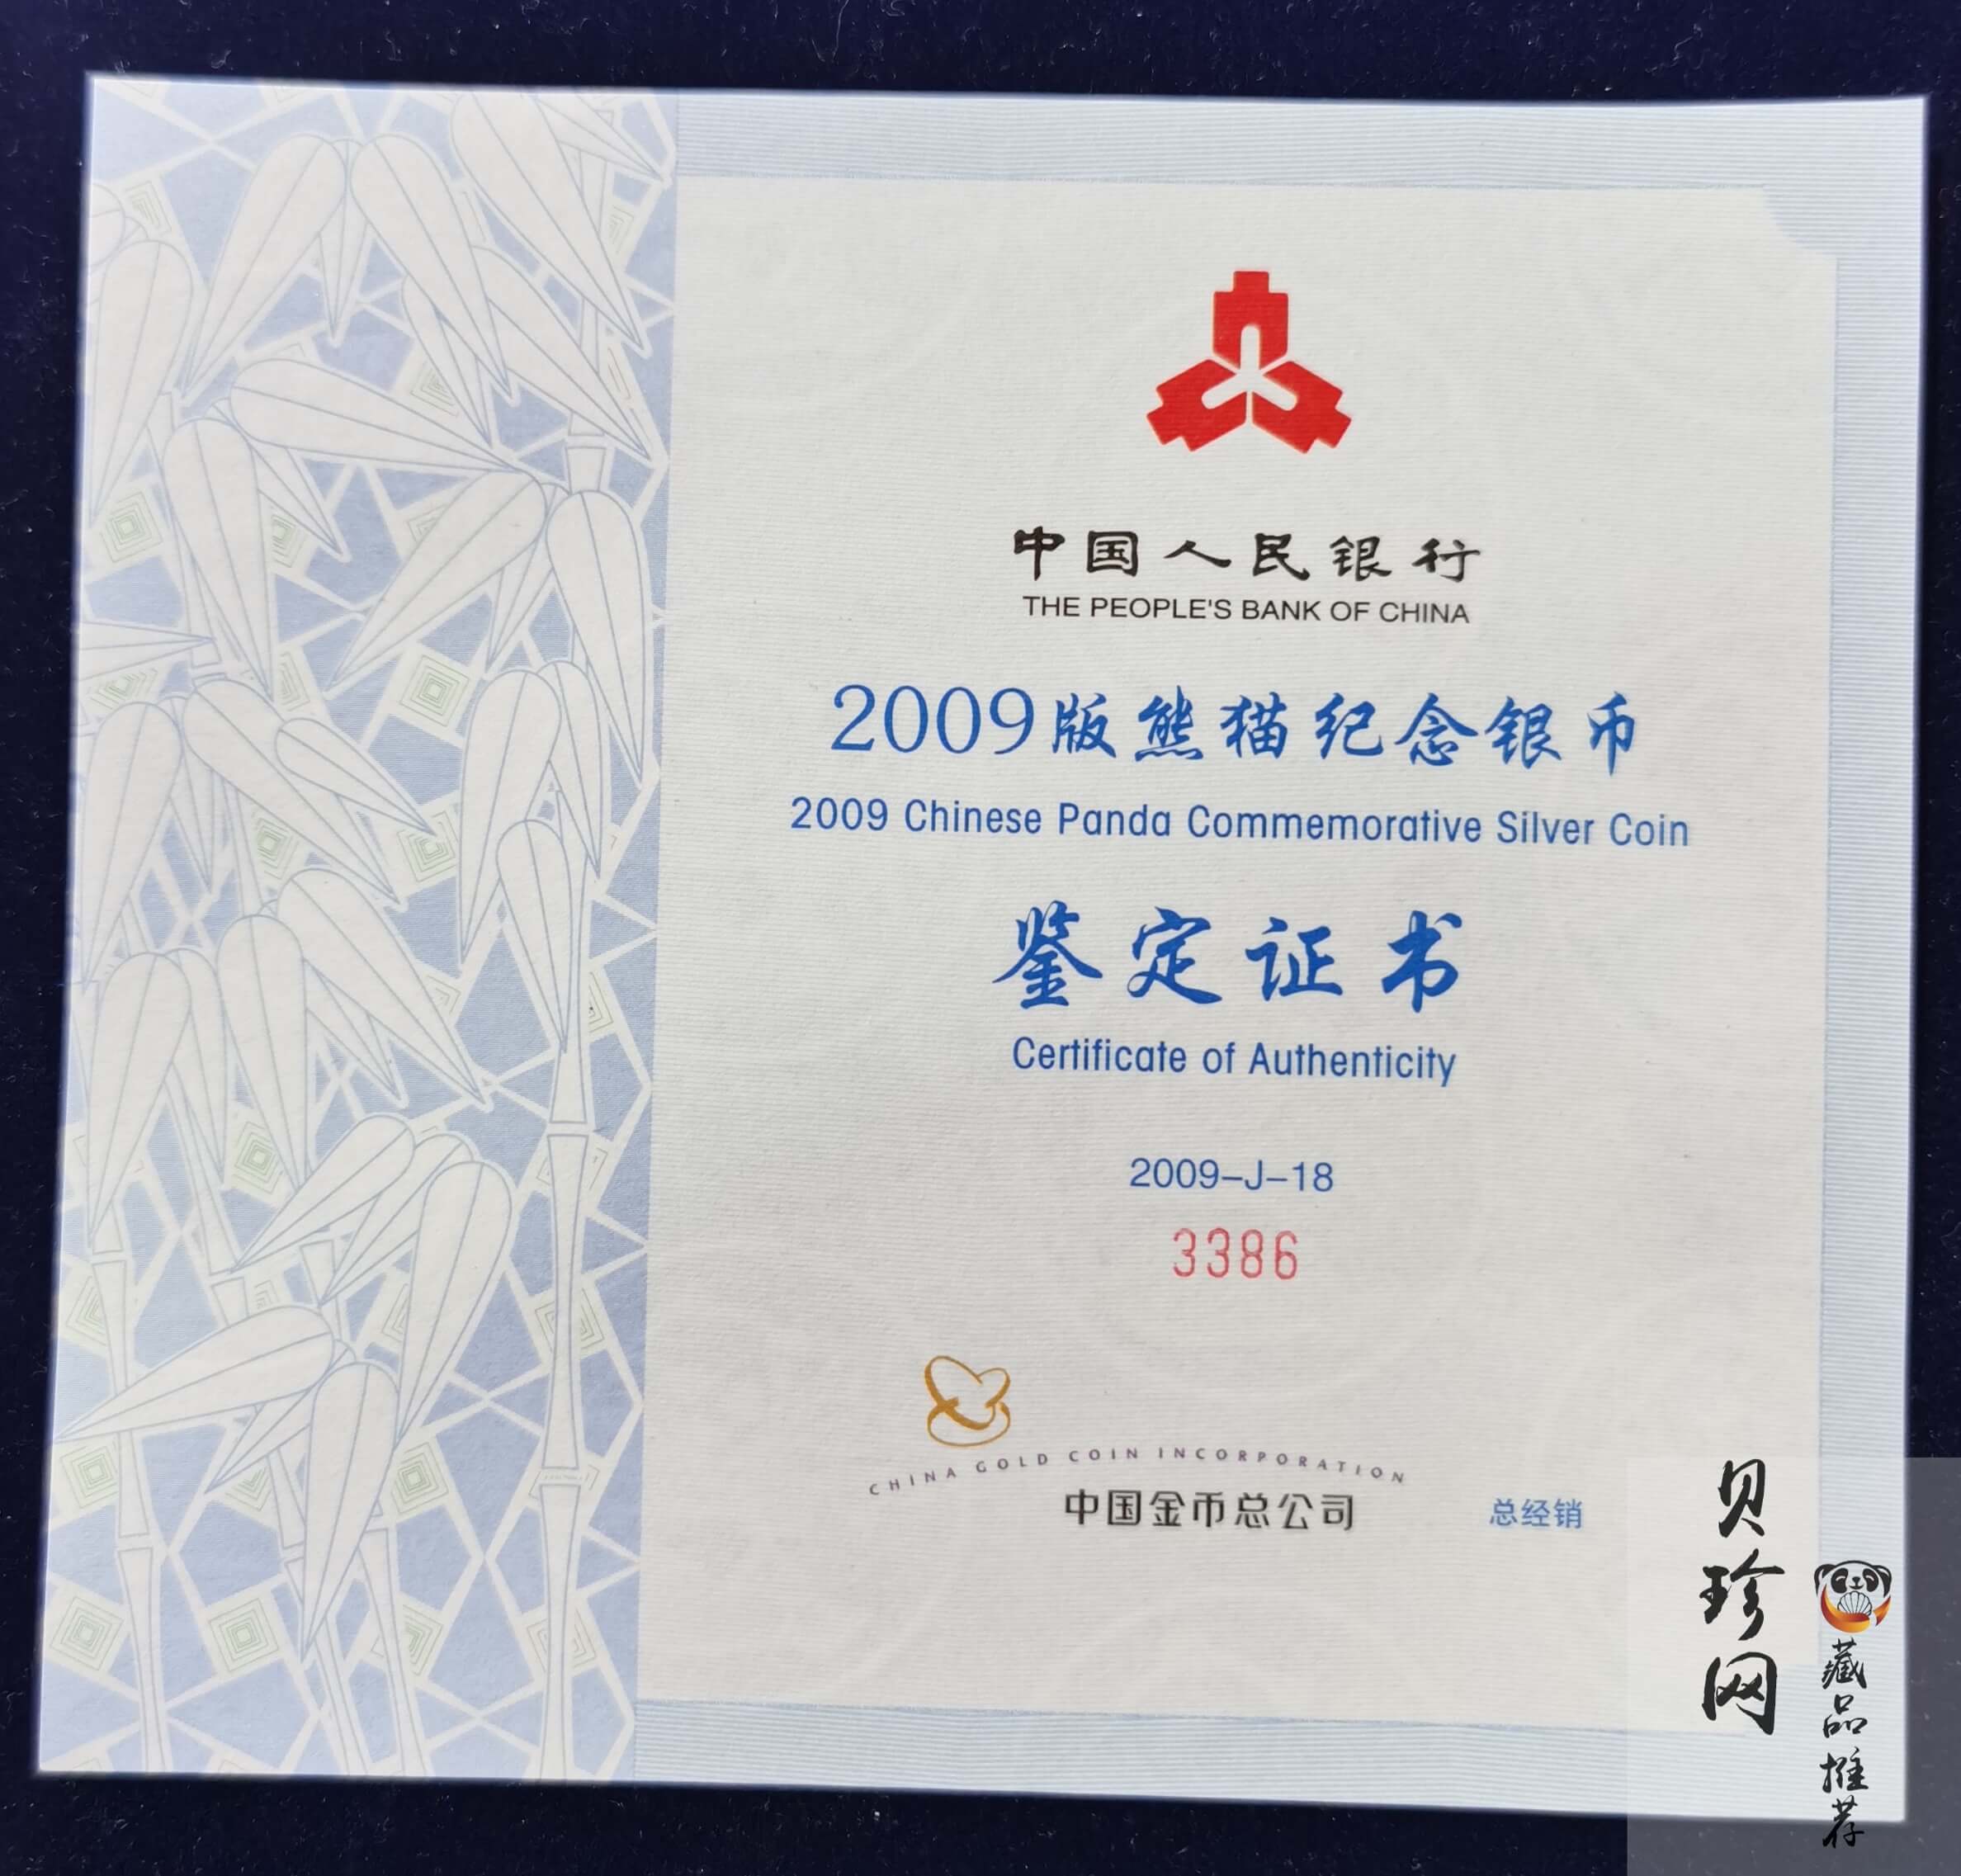 中国人民银行
THE PEOPLE'S BANK OF CHINA
2009版熊猫纪念银币
2009 Chinese Panda Commemorative Silver Coin
鉴定证书
Certificate of Authenticity
2009-J-18
3386
CHINA GOLD COIN INCORPORATION
中国金币总公司
总经销
贝珍网
藏品推荐